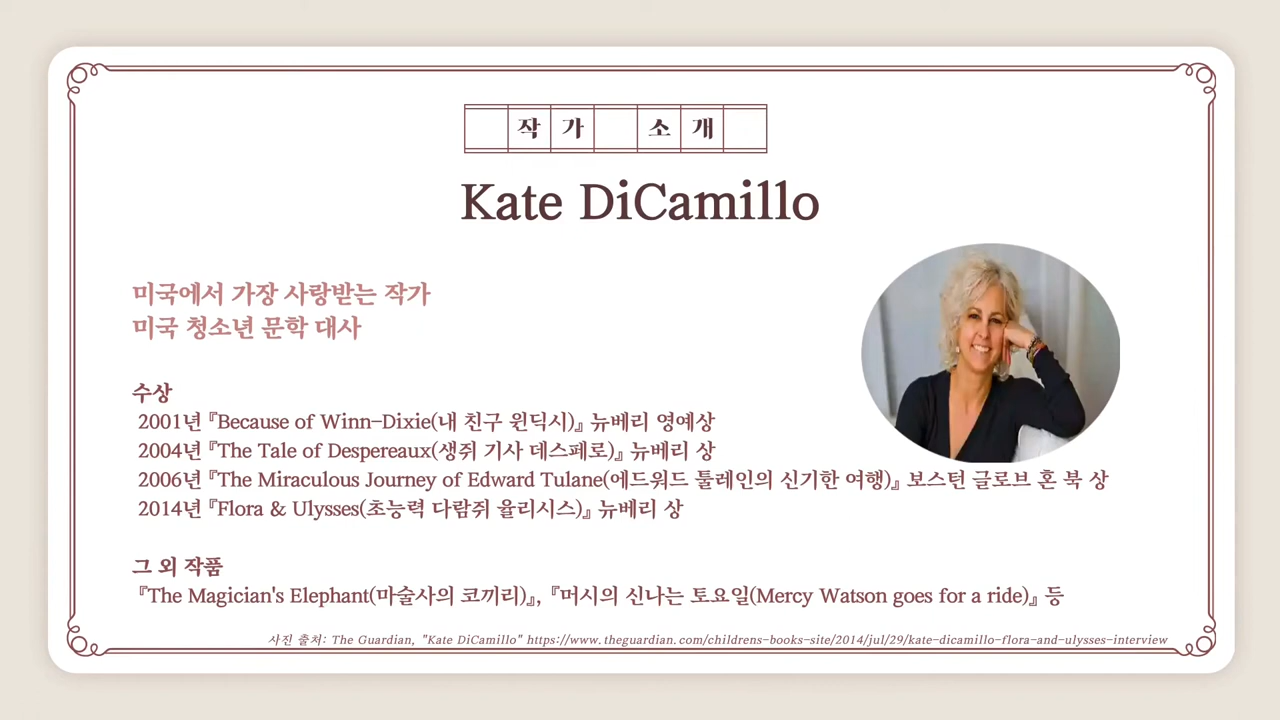 작가 소개
Kate DiCamillo
미국에서 가장 사랑받는 작가
미국 청소년 문학 대사
수상
2001년 『Because of Winn-Dixie(내 친구 윈딕시)』 뉴베리 영예상
2004년 『The Tale of Despereaux(생쥐 기사 데스페로)』 뉴베리 상
2006년 『The Miraculous Journey of Edward Tulane(에드워드 툴레인의 신기한 여행)』 보스턴 글로브 혼 북 상
2014년 『Flora & Ulysses(초능력 다람쥐 율리시스)』 뉴베리 상
그 외 작품
『The Magician's Elephant(마술사의 코끼리)』, 『머시의 신나는 토요일(Mercy Watson goes for a ride)』 등
사진 출처: The Guardian, "Kate DiCamillo" https://www.theguardian.com/childrens-books-site/2014/jul/29/kate-dicamillo-flora-and-ulysses-interview